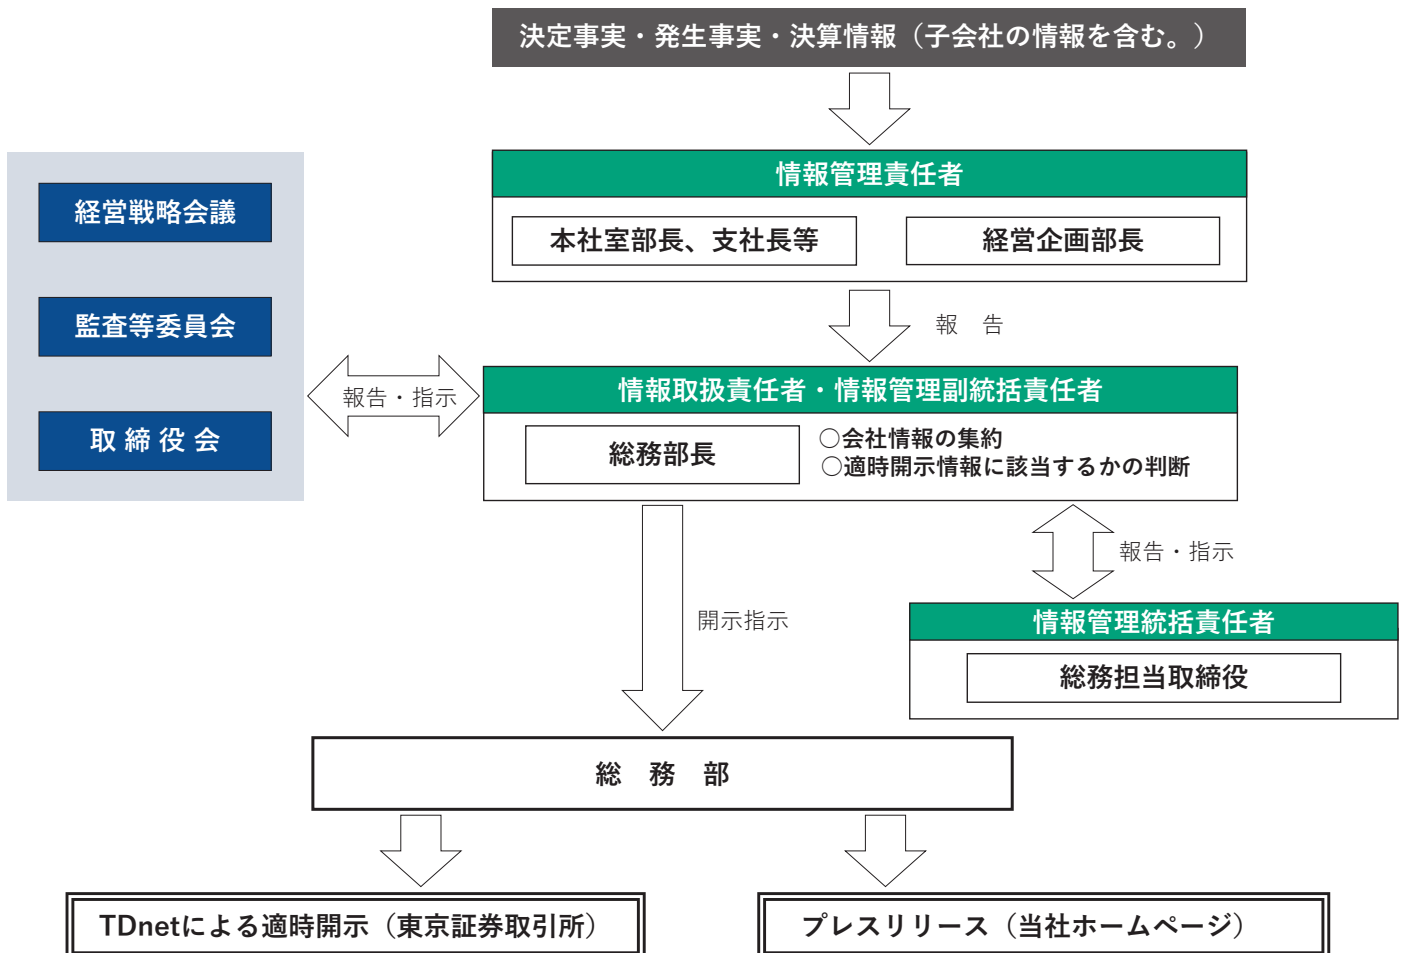 決定事実・発生事実・決算情報（子会社の情報を含む。）
情報管理責任者
本社室部長、支社長等
経営企画部長
報　告
経営戦略会議
監査等委員会
取 締 役 会
報告・指示
情報取扱責任者・情報管理副統括責任者
総務部長
○会社情報の集約
○適時開示情報に該当するかの判断
報告・指示
開示指示
情報管理統括責任者
総務担当取締役
総　務　部
TDnetによる適時開示（東京証券取引所）
プレスリリース（当社ホームページ）